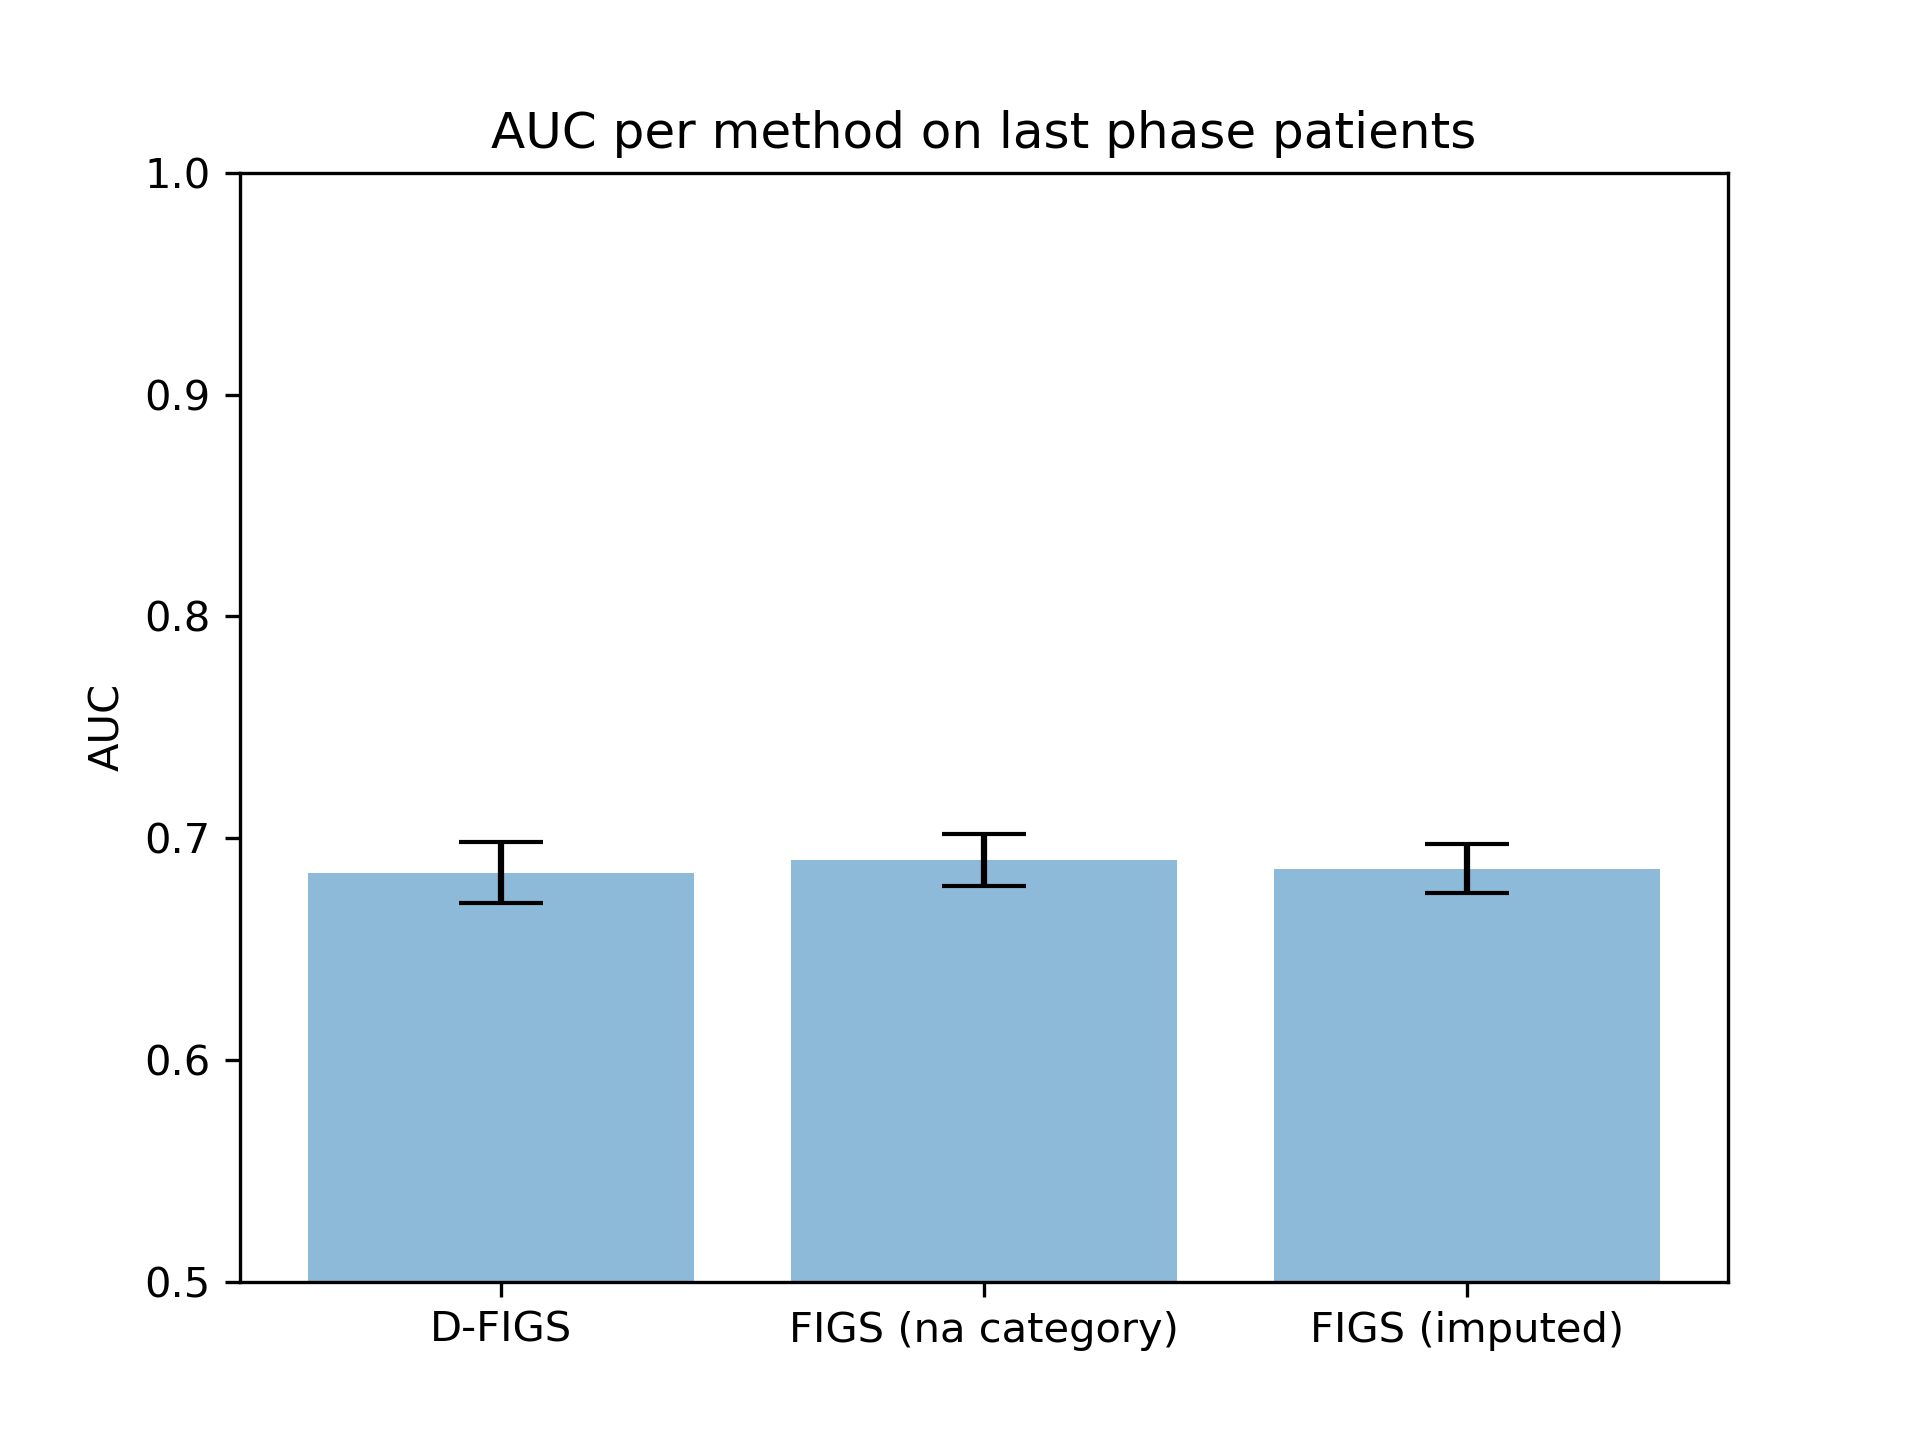 AUC per method on last phase patients
1.0
0.9
0.8
0.7
0.6
0.5
AUC
D-FIGS
FIGS (na category)
FIGS (imputed)